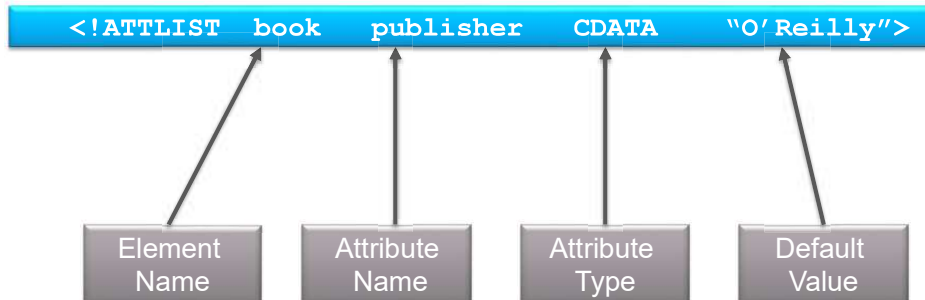 <!ATTLIST book publisher CDATA “O’Reilly”>
Element
Name
Attribute
Name
Attribute
Type
Default
Value